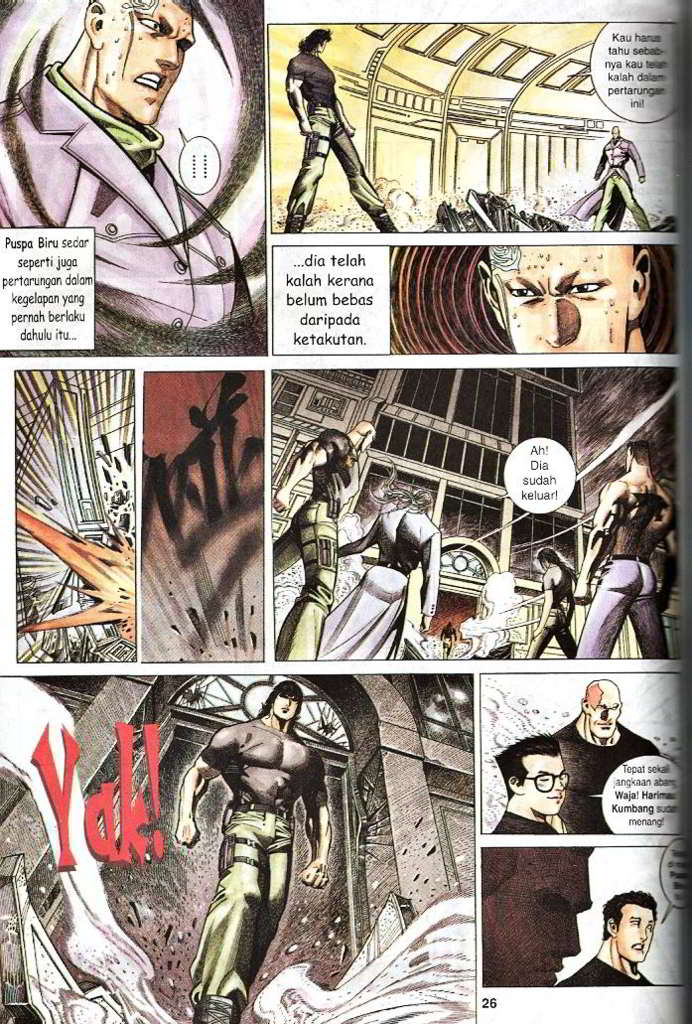 ....
Puspa Biru sedar
seperti juga
pertarungan dalam
kegelapan yang
pernah berlaku
dahulu itu...
Kau harus
tahu sebab-
nya kau telah
kalah dalam
pertarungan
ini!
...dia telah
kalah kerana
belum bebas
daripada
ketakutan.
Ah!
Dia
sudah
keluar!
Yak!
Tepat sekali
jangkaan abang
Waja! Harimau
Kumbang sudah
menang!
26